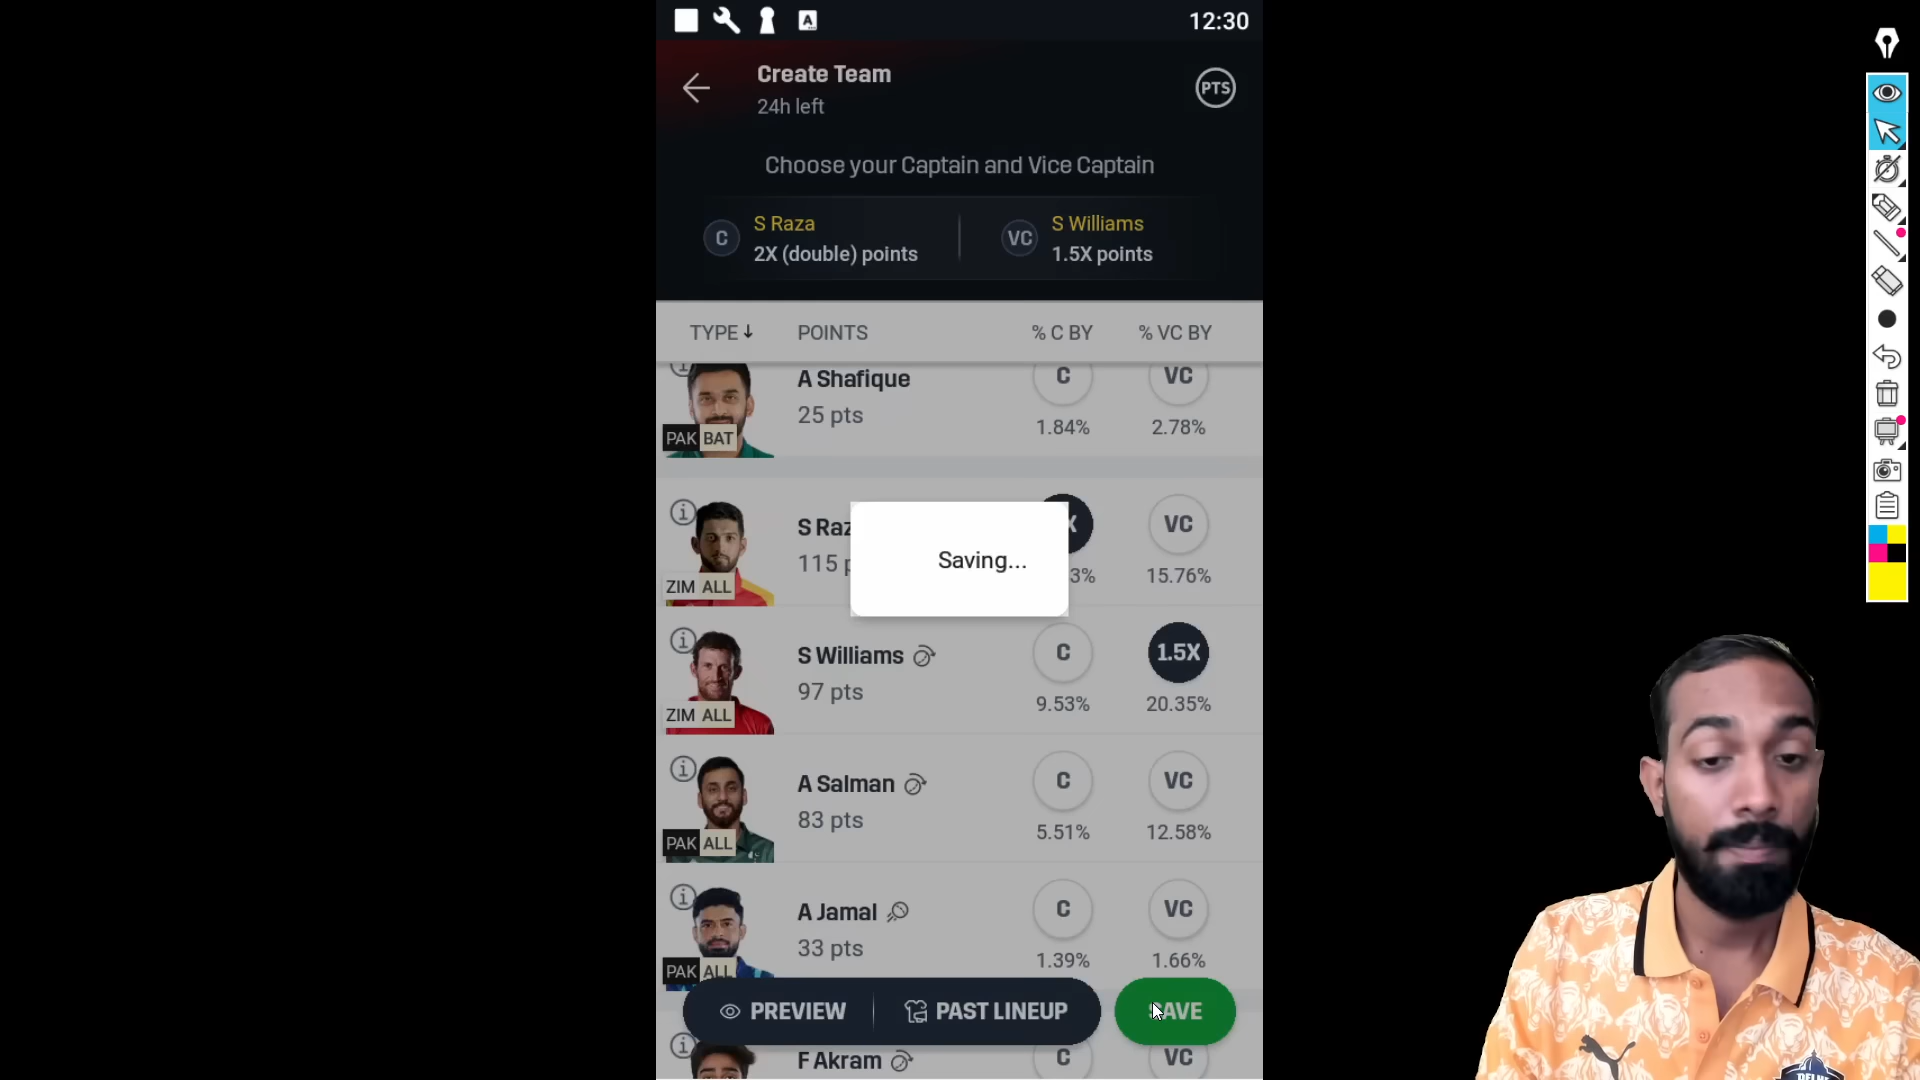 A
12:30
Create Team
24h left
PTS
Choose your Captain and Vice Captain
C
S Raza
2X (double) points
VC
S Williams
1.5X points
TYPE POINTS % C BY % VC BY
A Shafique
C
VC
25 pts
1.84%
2.78%
PAK BAT
S Raz
X
VC
115 p
3%
15.76%
ZIM ALL
Saving...
S Williams
C
1.5X
97 pts
9.53%
20.35%
ZIM ALL
A Salman
C
VC
83 pts
5.51%
12.58%
PAK ALL
A Jamal
C
VC
33 pts
1.39%
1.66%
PAK ALL
PREVIEW
PAST LINEUP
SAVE
F Akram
C
VC
DELHI